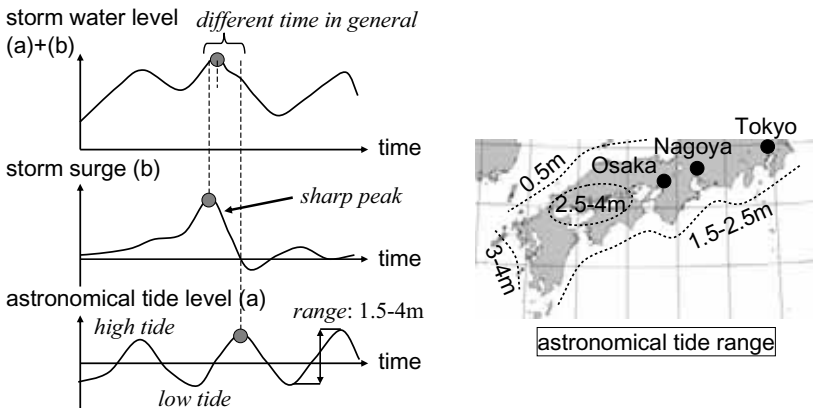 storm water level
(a)+(b)
different time in general
time
storm surge (b)
sharp peak
time
astronomical tide level (a)
high tide
range: 1.5-4m
time
low tide
Tokyo
Nagoya
Osaka
0.5m
2.5-4m
1.5-2.5m
3-4m
astronomical tide range